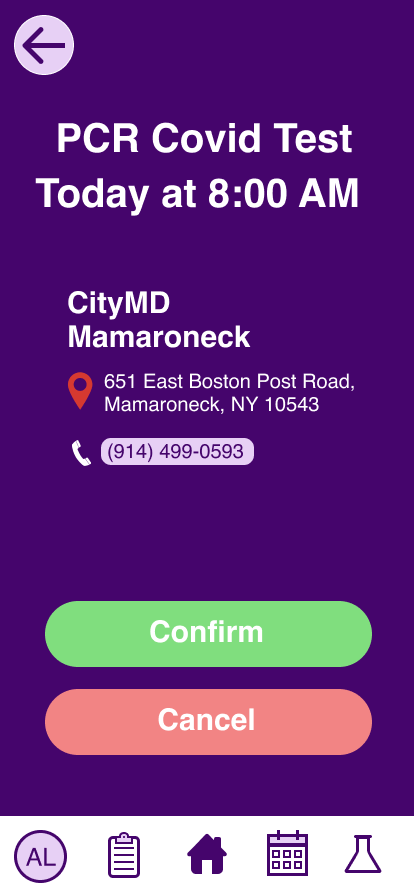 PCR Covid Test
Today at 8:00 AM
CityMD
Mamaroneck
651 East Boston Post Road,
Mamaroneck, NY 10543
(914) 499-0593
Confirm
Cancel
AL